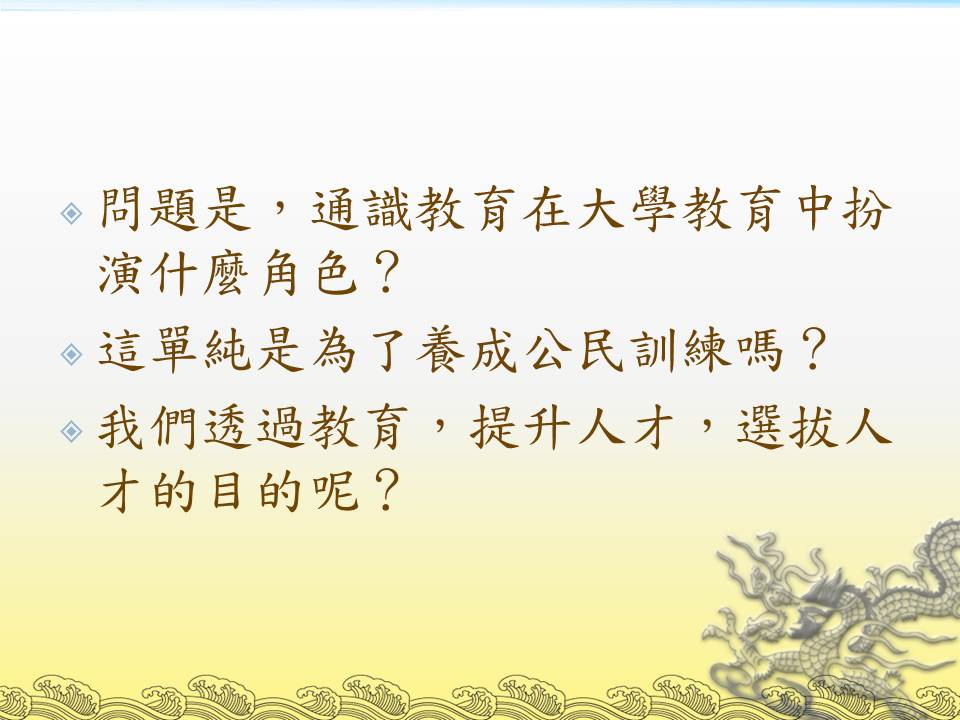 問題是，通識教育在大學教育中扮
演什麼角色？
這單純是為了養成公民訓練嗎？
我們透過教育，提升人才，選拔人
才的目的呢？